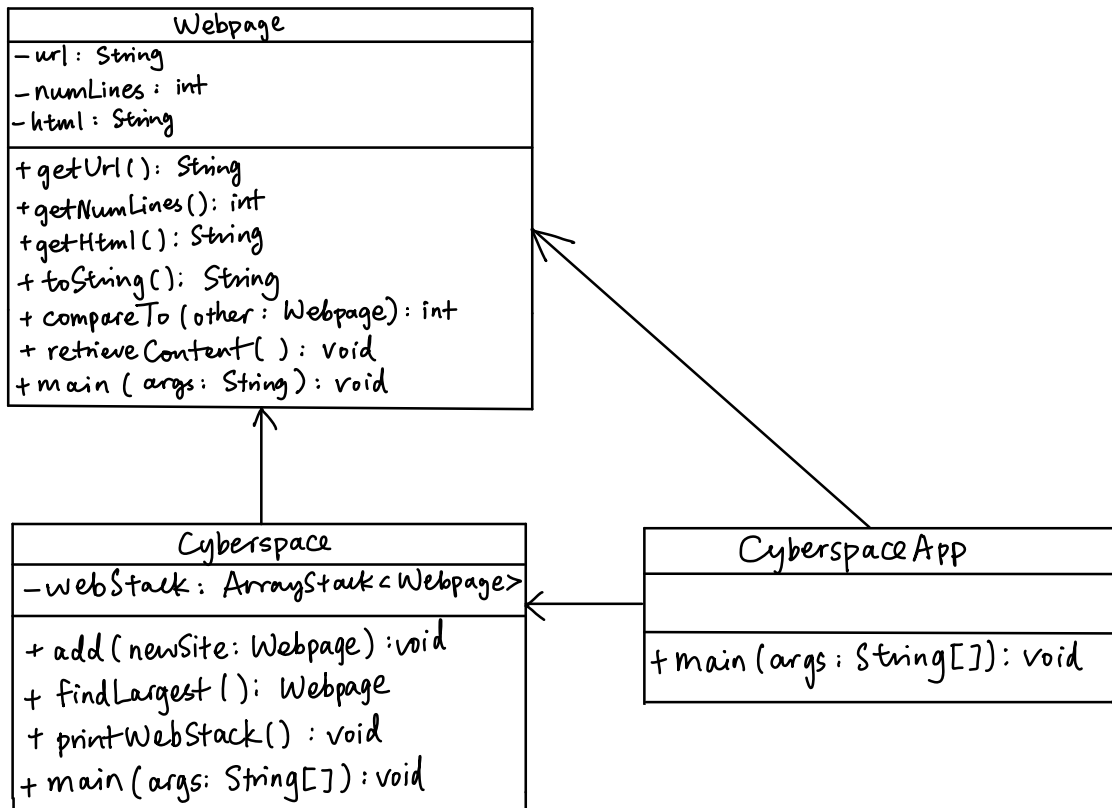 Webpage
- url : String
- numLines : int
- html : String
+ getUrl() : String
+ getNumLines() : int
+ getHtml() : String
+ toString() : String
+ compareTo (other : Webpage) : int
+ retrieveContent( ) : void
+ main ( args : String ) : void
Cyberspace
- webStack : ArrayStack<Webpage>
+ add (newSite : Webpage) : void
+ findLargest () : Webpage
+ printWebStack() : void
+ main (args : String[]) : void
CyberspaceApp
+ main (args : String[]) : void